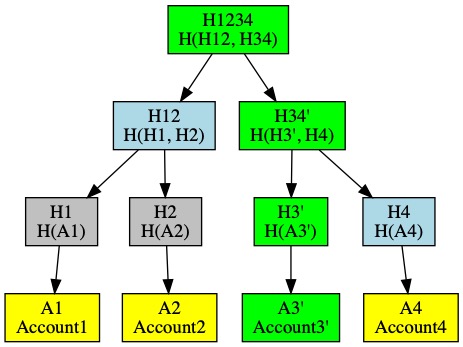 H1234
H(H12, H34)
H12
H(H1, H2)
H34'
H(H3', H4)
H1
H(A1)
H2
H(A2)
H3'
H(A3')
H4
H(A4)
A1
Account1
A2
Account2
A3'
Account3'
A4
Account4